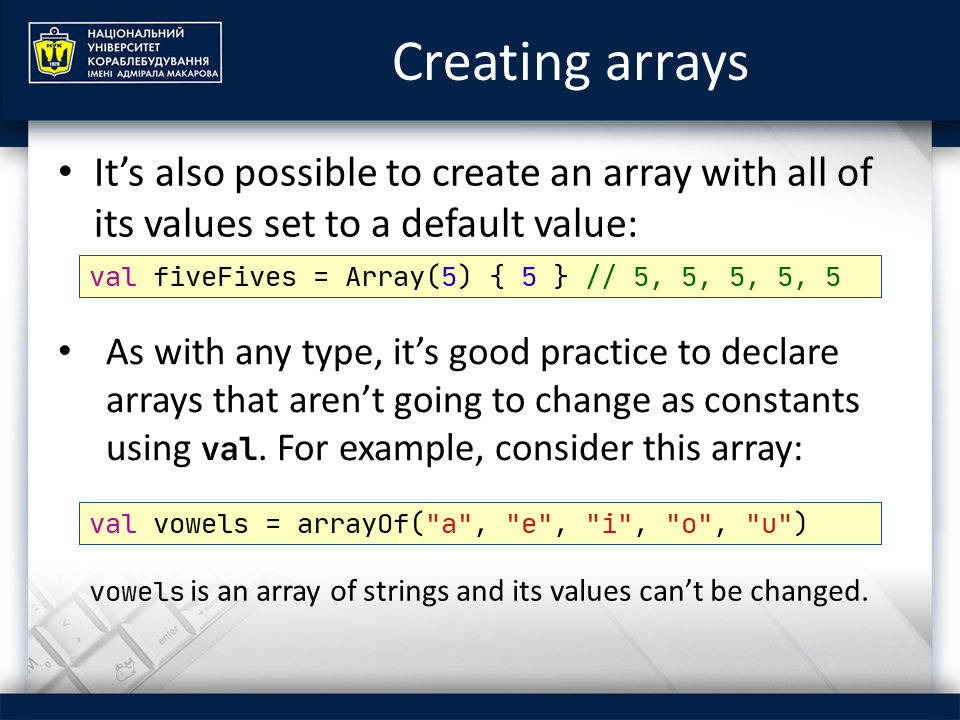 НАЦІОНАЛЬНИЙ
УНІВЕРСИТЕТ
КОРАБЛЕБУДУВАННЯ
ІМЕНІ АДМІРАЛА МАКАРОВА
НУК
1920
Creating arrays
• It’s also possible to create an array with all of
its values set to a default value:
val fiveFives = Array(5) { 5 } // 5, 5, 5, 5, 5
• As with any type, it’s good practice to declare
arrays that aren’t going to change as constants
using val. For example, consider this array:
val vowels = arrayOf("a", "e", "i", "o", "u")
vowels is an array of strings and its values can’t be changed.
enter